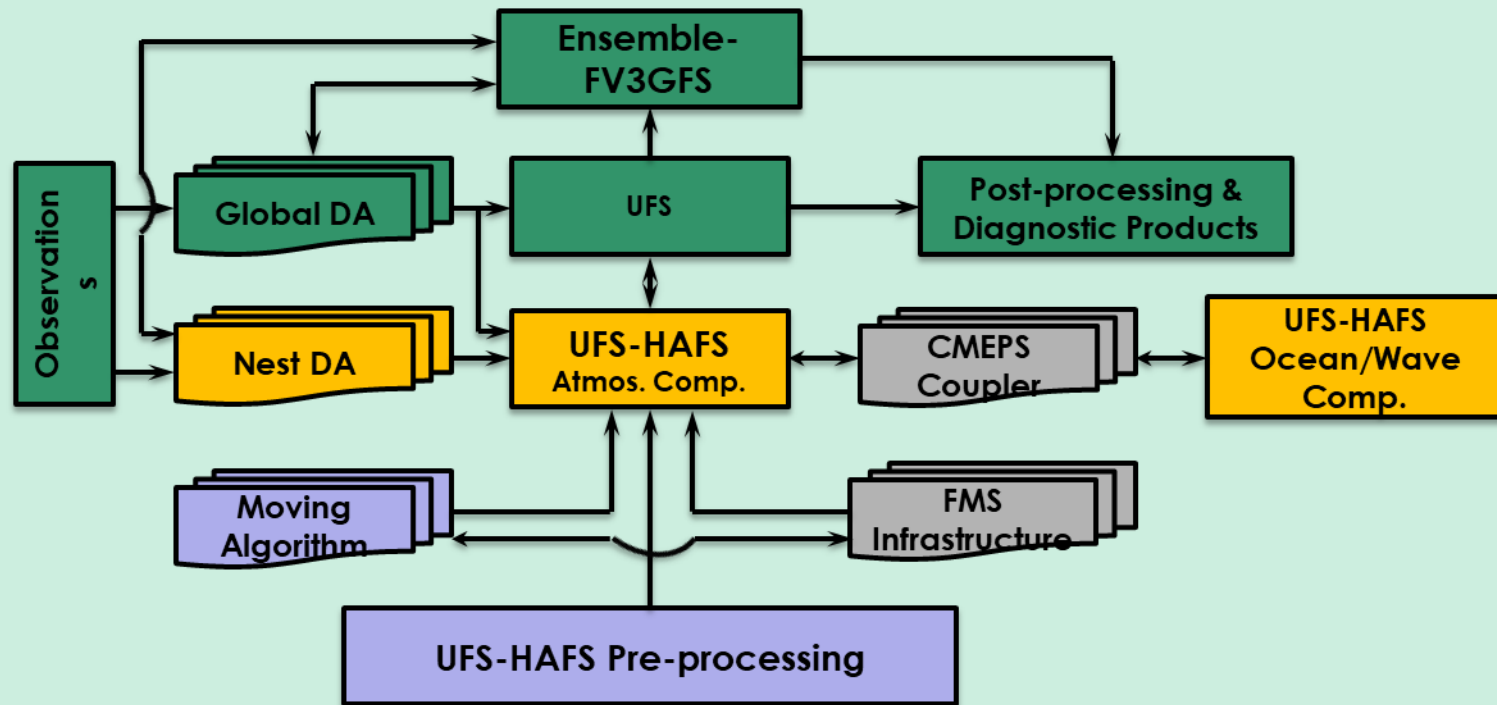 Ensemble-
FV3GFS
Observation
s
Global DA
UFS
Post-processing &
Diagnostic Products
Nest DA
UFS-HAFS
Atmos. Comp.
CMEPS
Coupler
UFS-HAFS
Ocean/Wave
Comp.
Moving
Algorithm
FMS
Infrastructure
UFS-HAFS Pre-processing